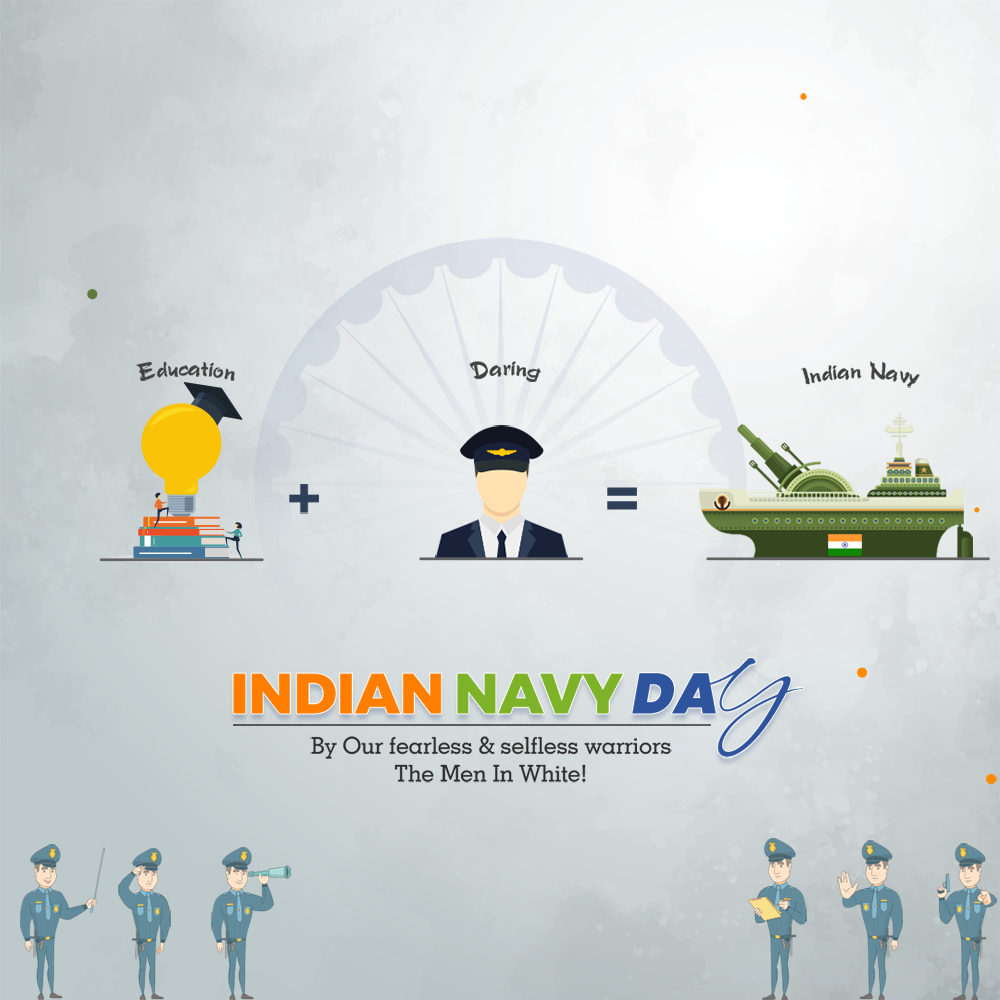 Education
Daring
Indian Navy
+
=
INDIAN NAVY DAY
By Our fearless & selfless warriors
The Men In White!